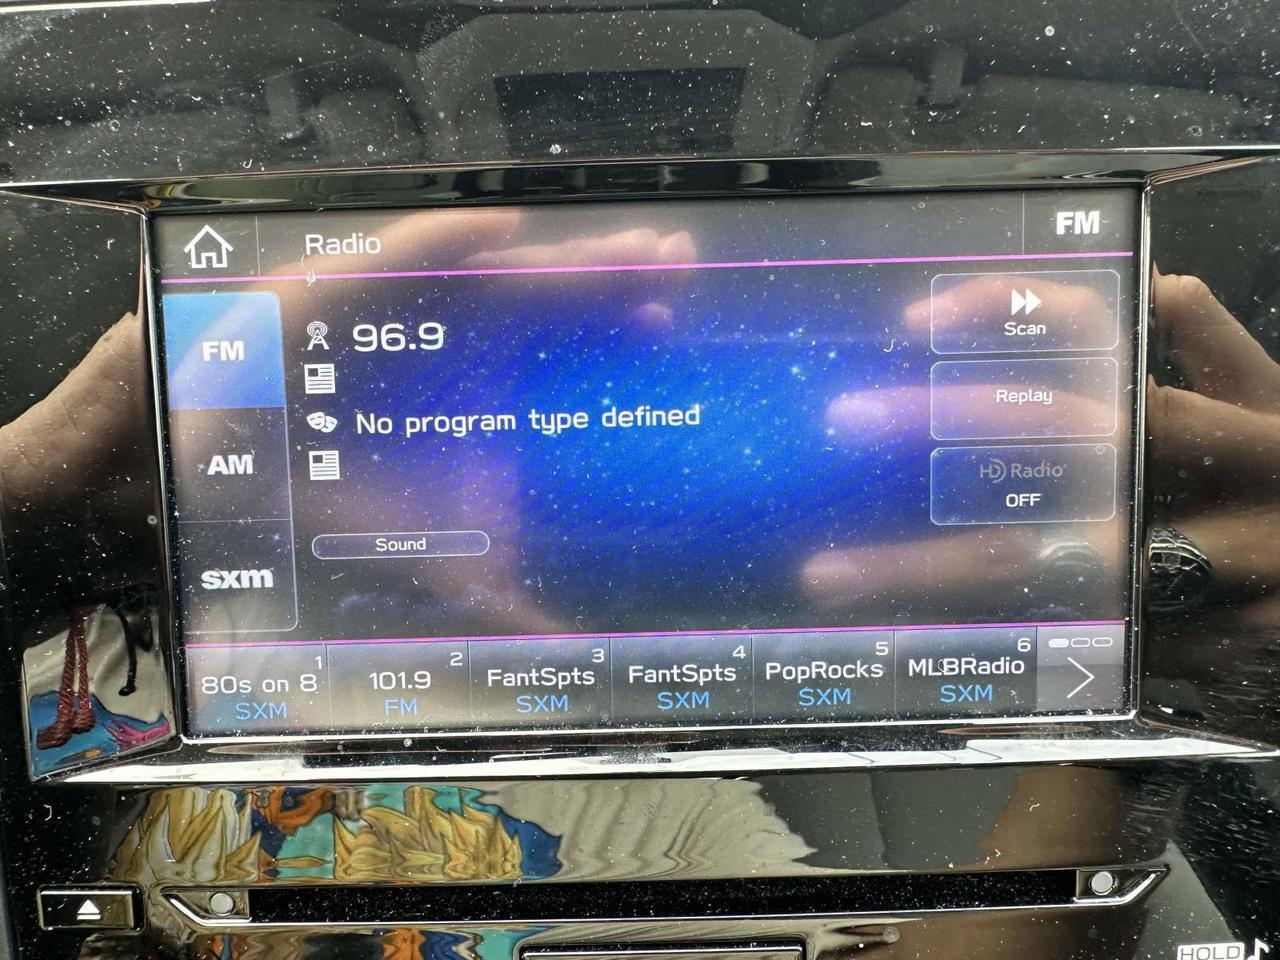 Radio
FM
FM
96.9
Scan
Replay
No program type defined
AM
HD Radio
OFF
Sound
sxm
1
80s on 8
SXM
2
101.9
FM
3
FantSpts
SXM
4
FantSpts
SXM
5
PopRocks
SXM
6
MLBRadio
SXM
HOLD